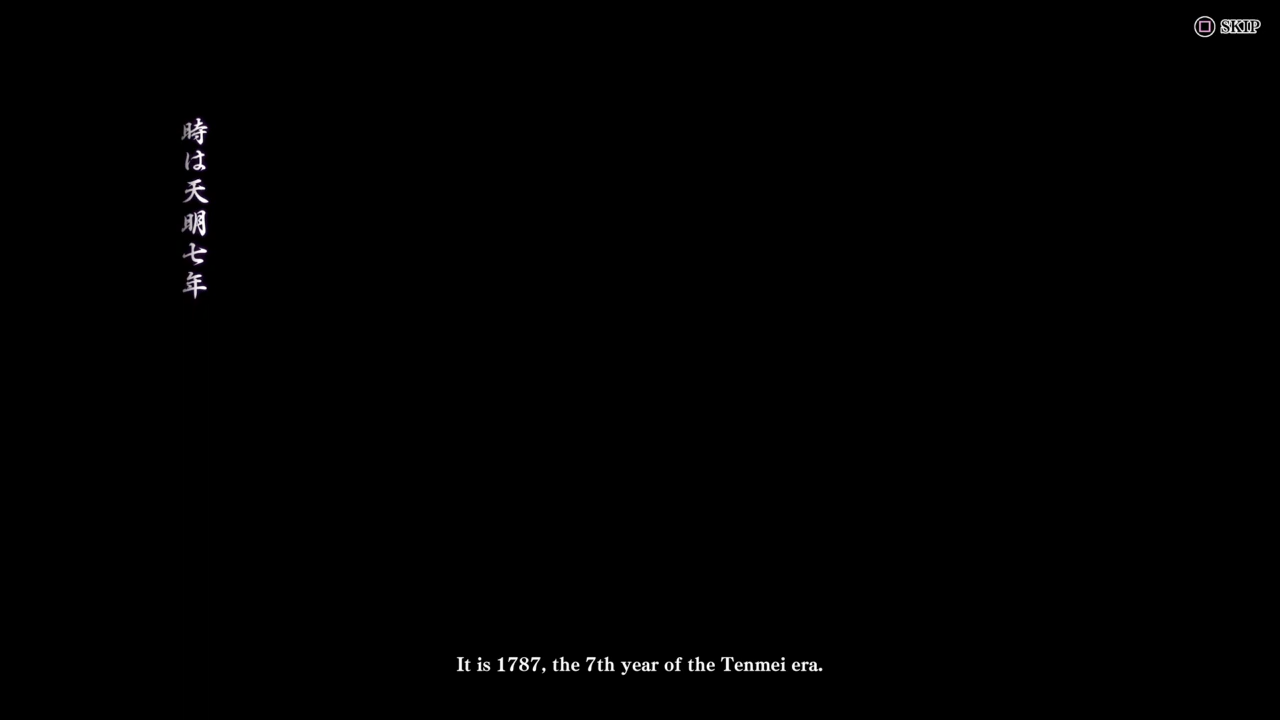 SKIP
時は天明七年
It is 1787, the 7th year of the Tenmei era.